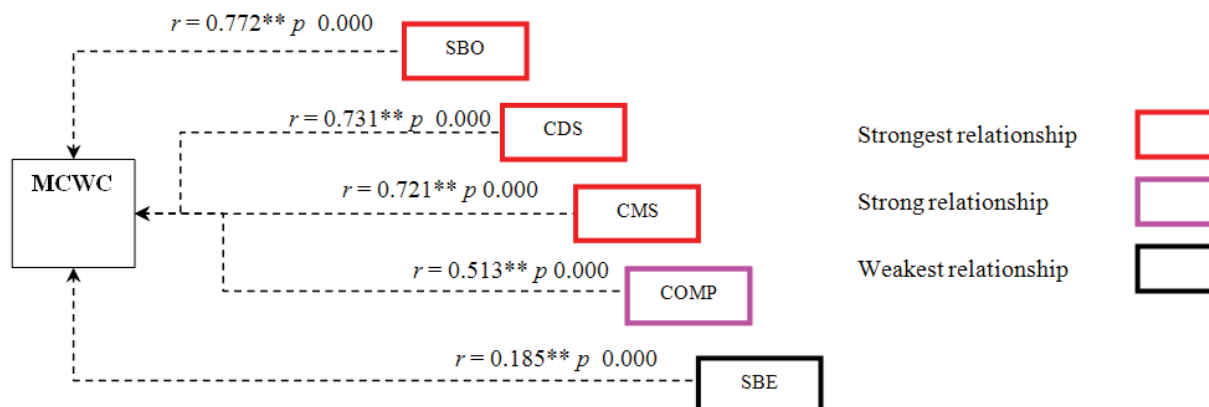 r = 0.772** p 0.000
SBO
r = 0.731** p 0.000
CDS
MCWC
r = 0.721** p 0.000
CMS
r = 0.513** p 0.000
COMP
r = 0.185** p 0.000
SBE
Strongest relationship
Strong relationship
Weakest relationship